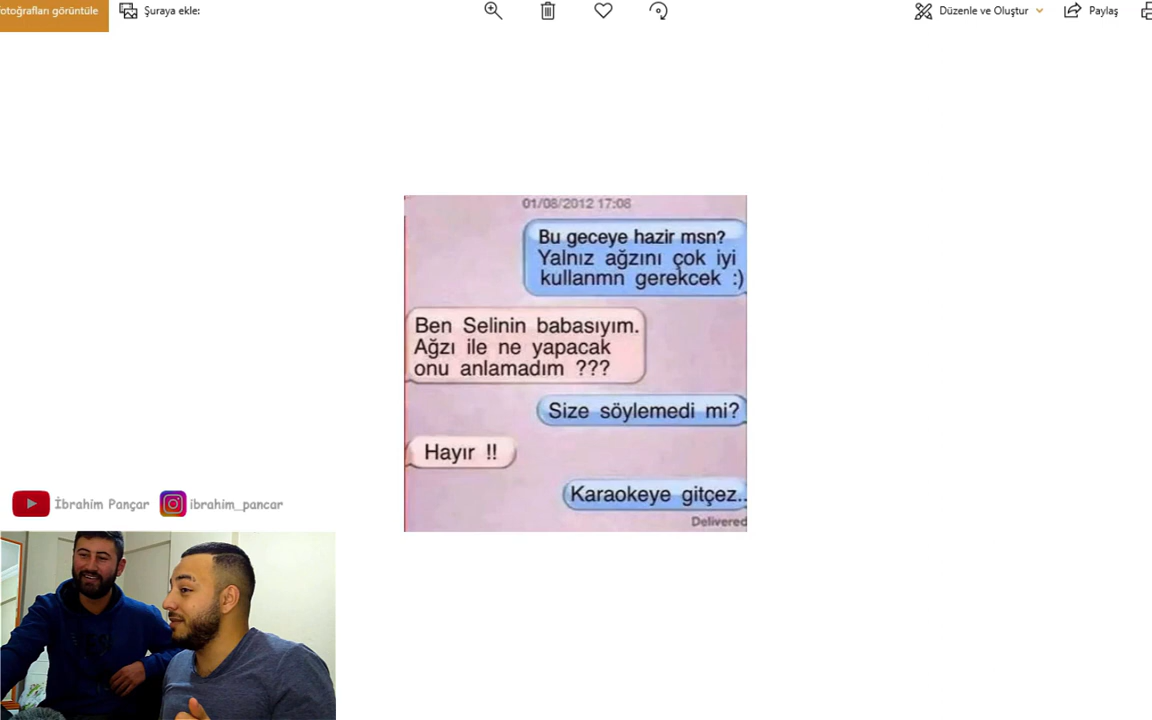 fotoğrafları görüntüle
Şuraya ekle:
Düzenle ve Oluştur
Paylaş
01/08/2012 17:08
Bu geceye hazir msn?
Yalnız ağzını çok iyi
kullanmn gerekcek :)
Ben Selinin babasıyım.
Ağzı ile ne yapacak
onu anlamadım ???
Size söylemedi mi?
Hayır !!
Karaokeye gitçez..
Delivered
İbrahim Pançar
ibrahim_pancar